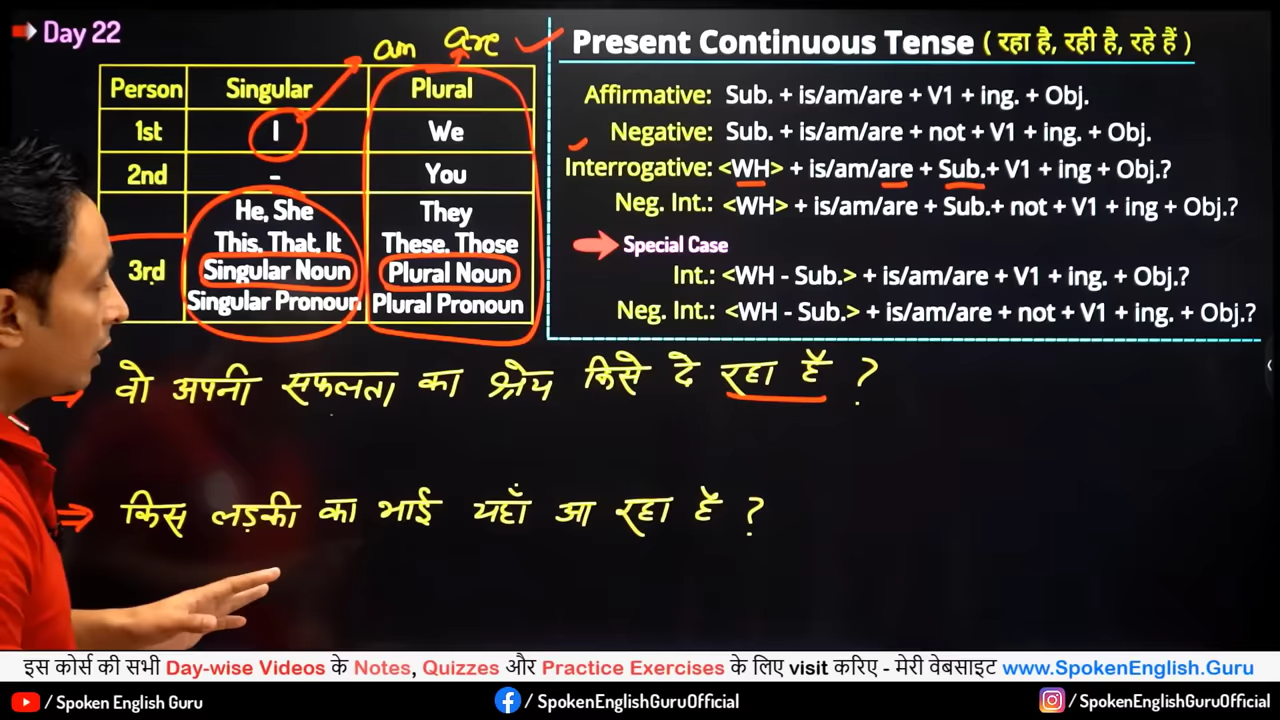 Day 22
am are
Person Singular Plural
1st I We
2nd - You
3rd He, She They
This, That, It These, Those
Singular Noun Plural Noun
Singular Pronoun Plural Pronoun
Present Continuous Tense ( रहा है, रही है, रहे हैं )
Affirmative: Sub. + is/am/are + V1 + ing. + Obj.
Negative: Sub. + is/am/are + not + V1 + ing. + Obj.
Interrogative: <WH> + is/am/are + Sub.+ V1 + ing + Obj.?
Neg. Int.: <WH> + is/am/are + Sub.+ not + V1 + ing + Obj.?
Special Case
Int.: <WH - Sub.> + is/am/are + V1 + ing. + Obj.?
Neg. Int.: <WH - Sub.> + is/am/are + not + V1 + ing. + Obj.?
वो अपनी सफलता का श्रेय किसे दे रहा है ?
किस लड़की का भाई यहाँ आ रहा है ?
इस कोर्स की सभी Day-wise Videos के Notes, Quizzes और Practice Exercises के लिए visit करिए - मेरी वेबसाइट www.SpokenEnglish.Guru
/ Spoken English Guru /SpokenEnglishGuruOfficial /SpokenEnglishGuruOfficial